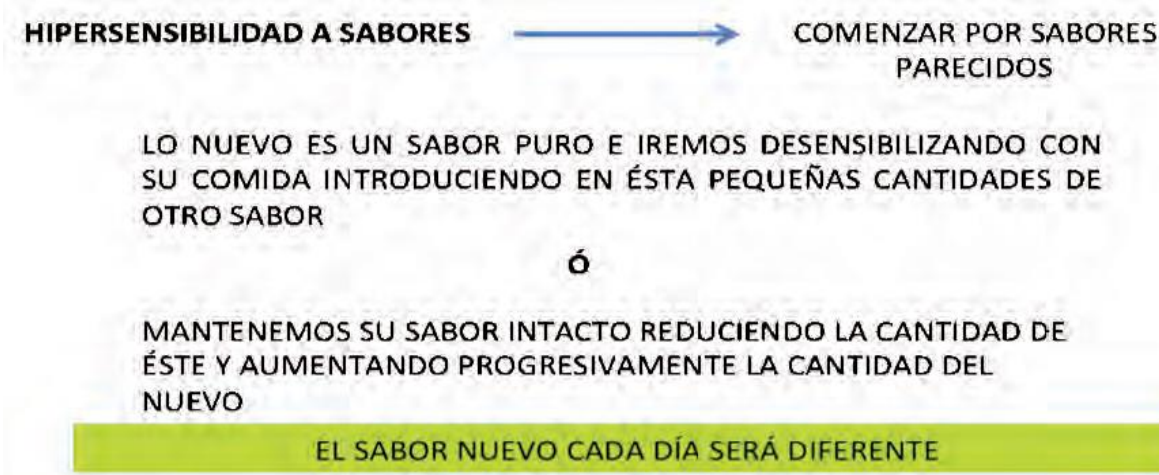 HIPERSENSIBILIDAD A SABORES COMENZAR POR SABORES
PARECIDOS
LO NUEVO ES UN SABOR PURO E IREMOS DESENSIBILIZANDO CON
SU COMIDA INTRODUCIENDO EN ÉSTA PEQUEÑAS CANTIDADES DE
OTRO SABOR
Ó
MANTENEMOS SU SABOR INTACTO REDUCIENDO LA CANTIDAD DE
ÉSTE Y AUMENTANDO PROGRESIVAMENTE LA CANTIDAD DEL
NUEVO
EL SABOR NUEVO CADA DÍA SERÁ DIFERENTE